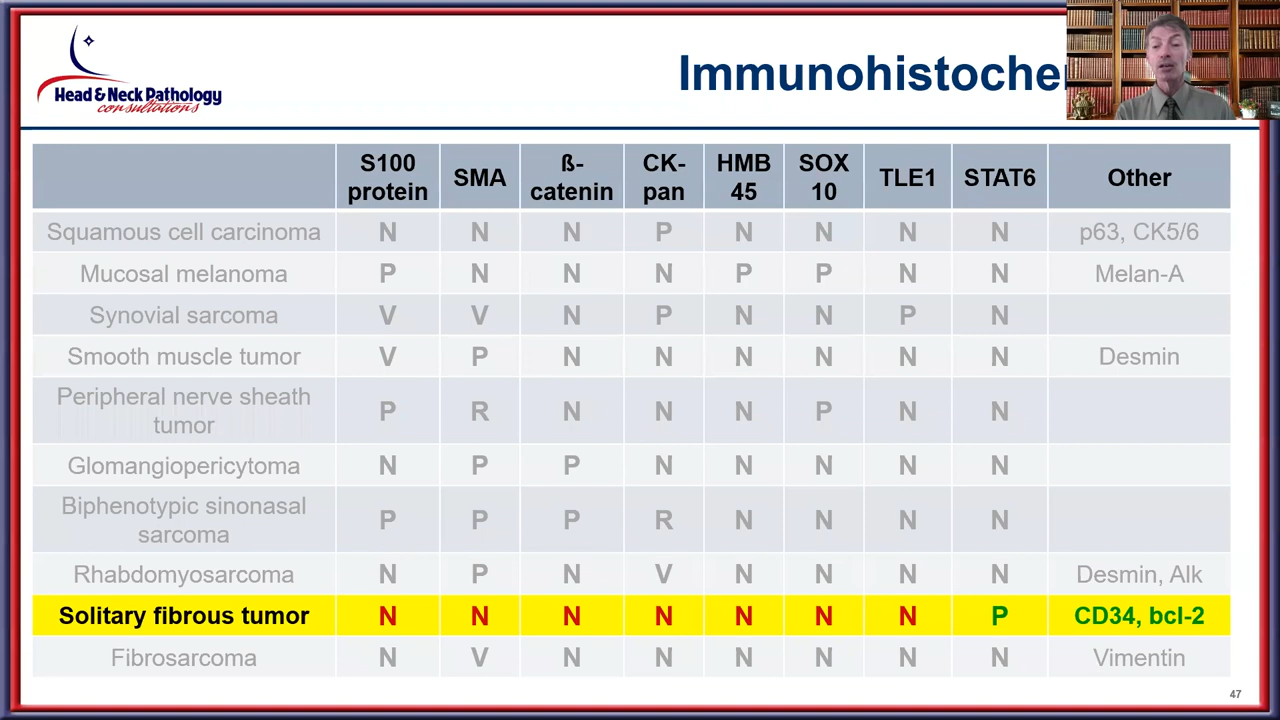 Head & Neck Pathology
consultations
Immunohistoche
S100 protein SMA ß-catenin CK-pan HMB 45 SOX 10 TLE1 STAT6 Other
Squamous cell carcinoma N N N P N N N N p63, CK5/6
Mucosal melanoma P N N N P P N N Melan-A
Synovial sarcoma V V N P N N P N
Smooth muscle tumor V P N N N N N N Desmin
Peripheral nerve sheath tumor P R N N N P N N
Glomangiopericytoma N P P N N N N N
Biphenotypic sinonasal sarcoma P P P R N N N N
Rhabdomyosarcoma N P N V N N N N Desmin, Alk
Solitary fibrous tumor N N N N N N N P CD34, bcl-2
Fibrosarcoma N V N N N N N N Vimentin
47